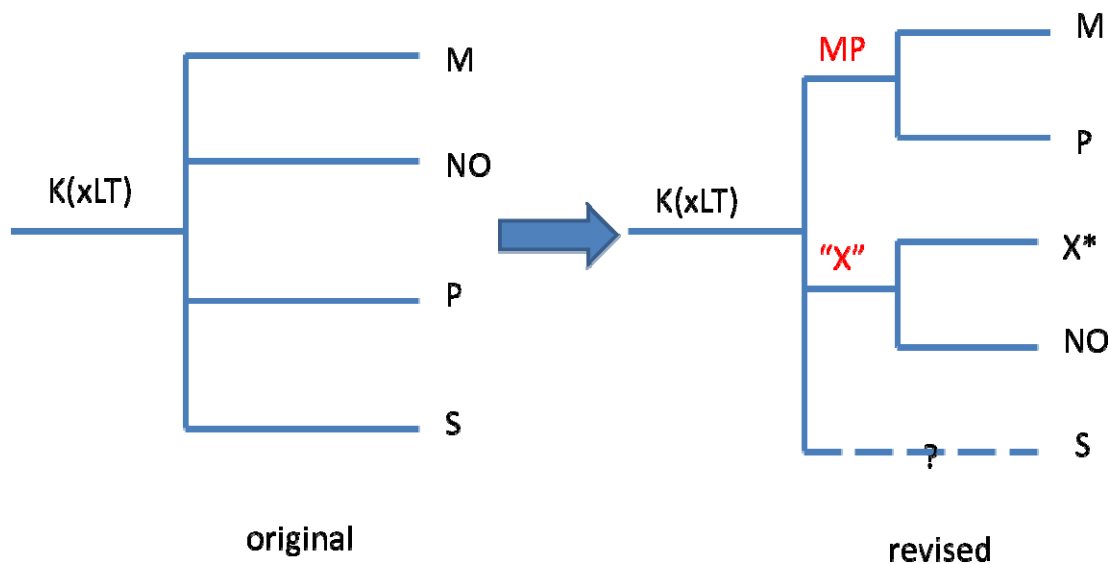 M
NO
K(xLT)
P
S
original
M
MP
P
K(xLT)
X*
“X”
NO
S
?
revised